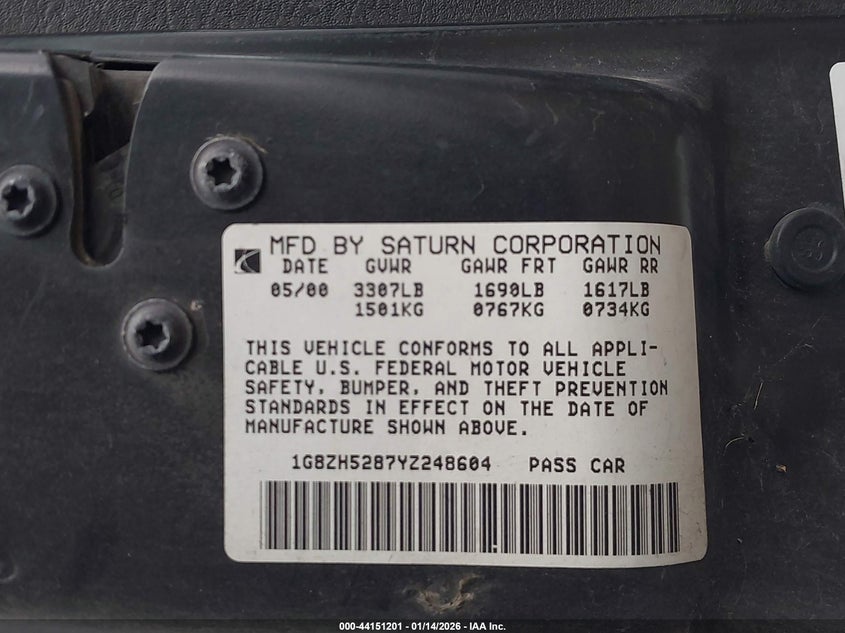 MFD BY SATURN CORPORATION
DATE GVWR GAWR FRT GAWR RR
05/00 3307LB 1690LB 1617LB
1501KG 0767KG 0734KG
THIS VEHICLE CONFORMS TO ALL APPLI-
CABLE U.S. FEDERAL MOTOR VEHICLE
SAFETY, BUMPER, AND THEFT PREVENTION
STANDARDS IN EFFECT ON THE DATE OF
MANUFACTURE SHOWN ABOVE.
1G8ZH5287YZ248604 PASS CAR
000-44151201 - 01/14/2026 - IAA Inc.